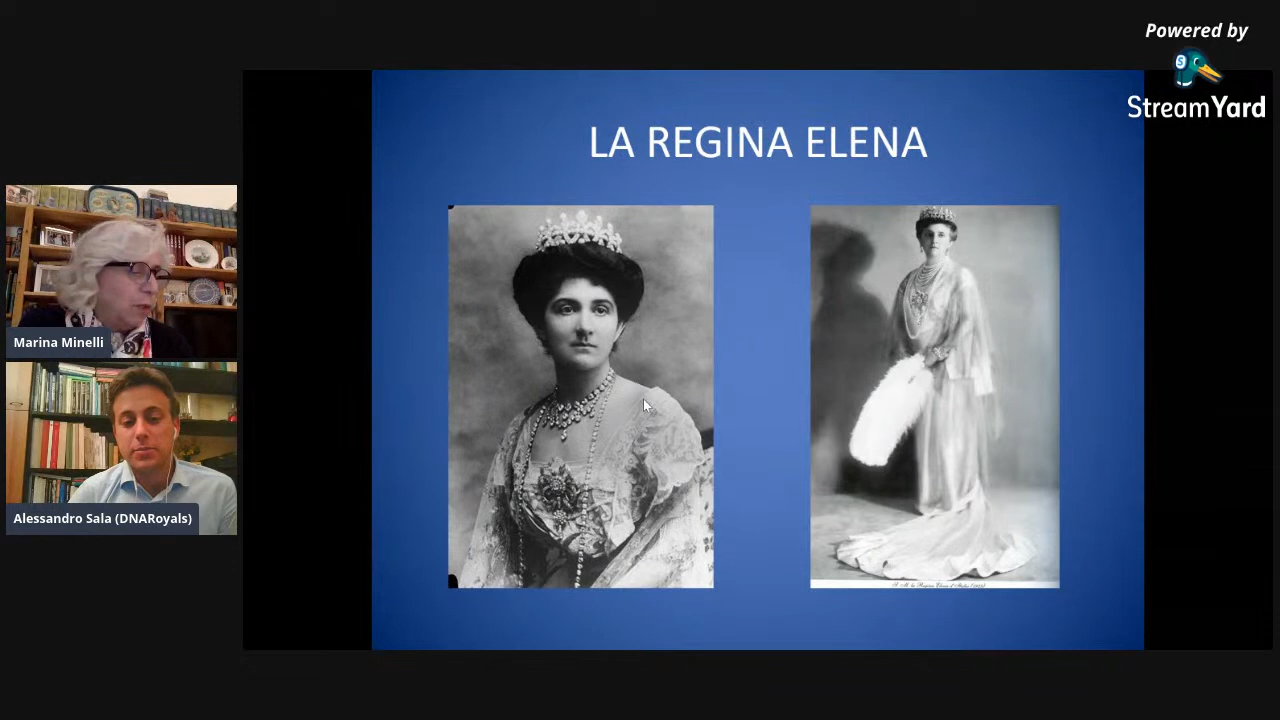 Powered by
StreamYard
LA REGINA ELENA
Marina Minelli
Alessandro Sala (DNARoyals)